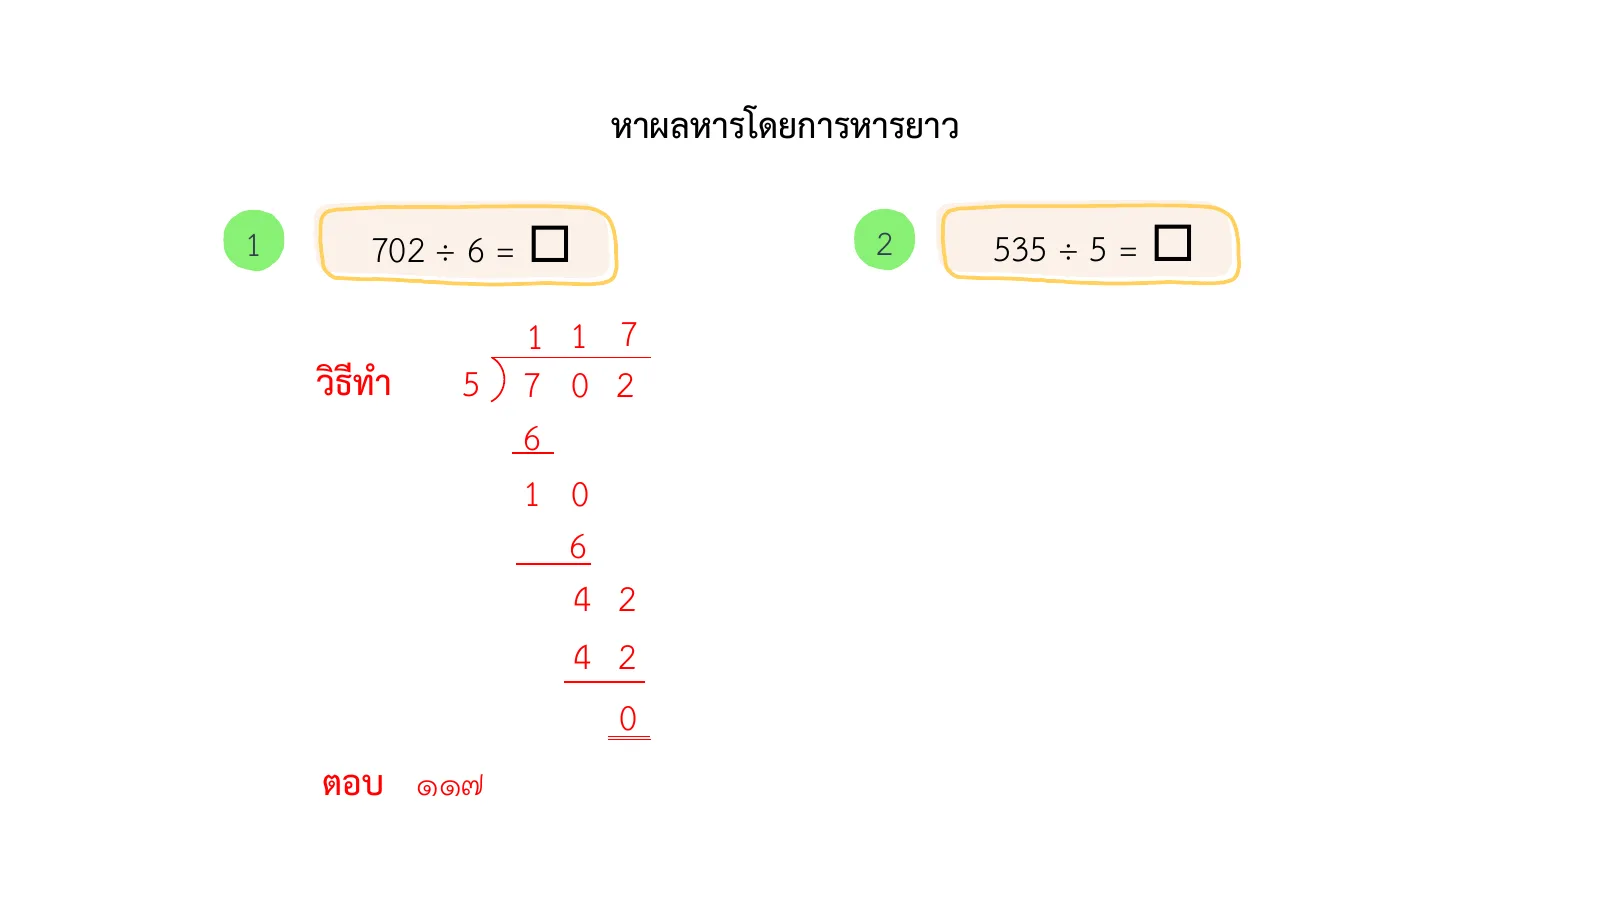 หาผลหารโดยการหารยาว
1 702 ÷ 6 = □
2 535 ÷ 5 = □
1 1 7
วิธีทำ 5 ) 7 0 2
6
1 0
6
4 2
4 2
0
ตอบ ๑๑๗